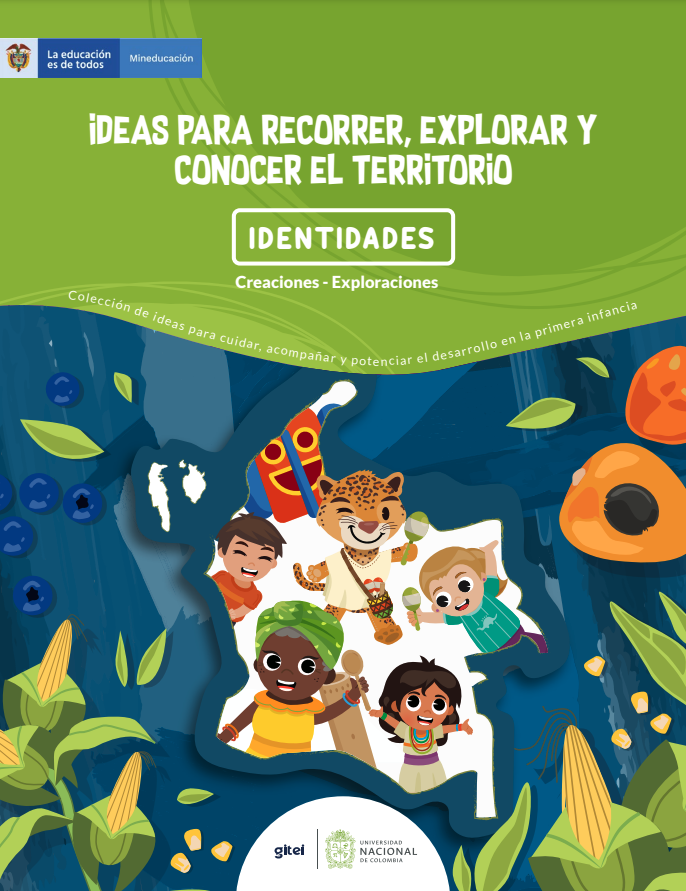 La educación
es de todos
Mineducación
iDEAS PARA RECORRER, EXPLORAR Y
CONOCER EL TERRiTORiO
IDENTIDADES
Creaciones - Exploraciones
Colección de ideas para cuidar, acompañar y potenciar el desarrollo en la primera infancia
gitei
UNIVERSIDAD
NACIONAL
DE COLOMBIA